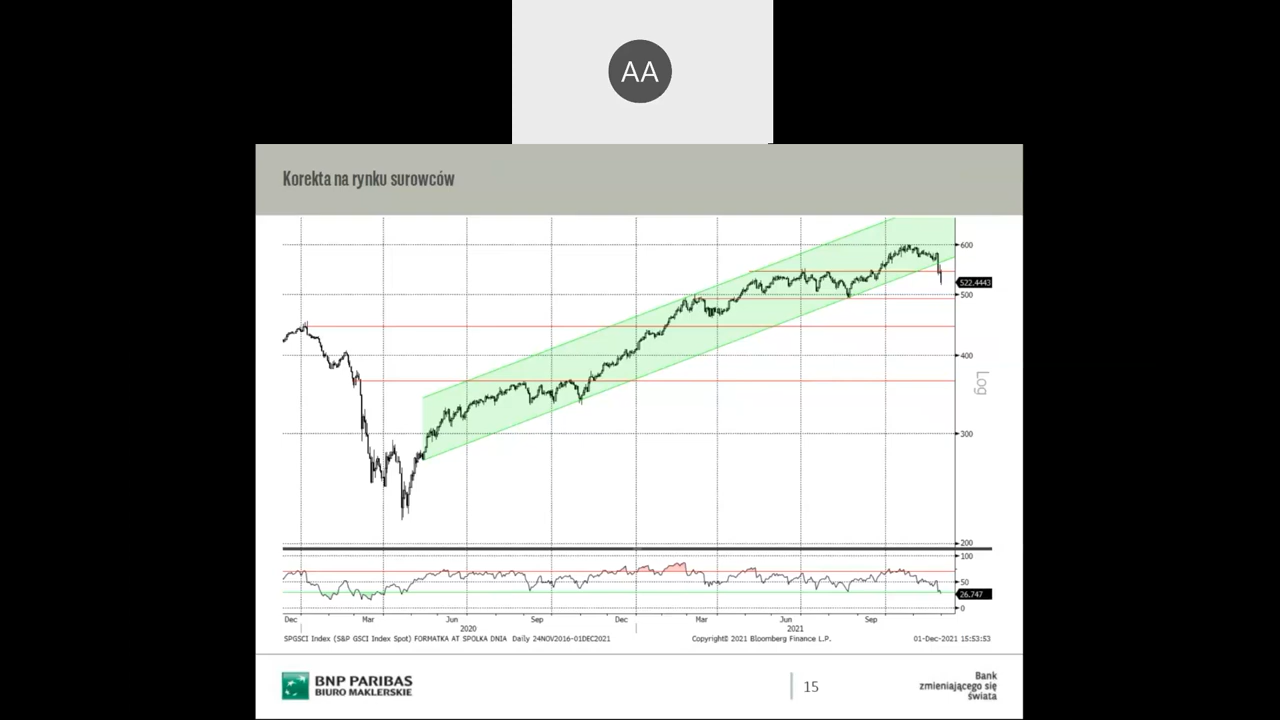 AA
Korekta na rynku surowców
600
522.4443
500
400
Log
300
200
100
50
26.747
0
Dec Mar Jun Sep Dec Mar Jun Sep
2020 2021
SPGSCI Index (S&P GSCI Index Spot) FORMATKA AT SPOLKA DNIA Daily 24NOV2016-01DEC2021 Copyright© 2021 Bloomberg Finance L.P. 01-Dec-2021 15:53:53
BNP PARIBAS
BIURO MAKLERSKIE
15
Bank
zmieniającego się
świata